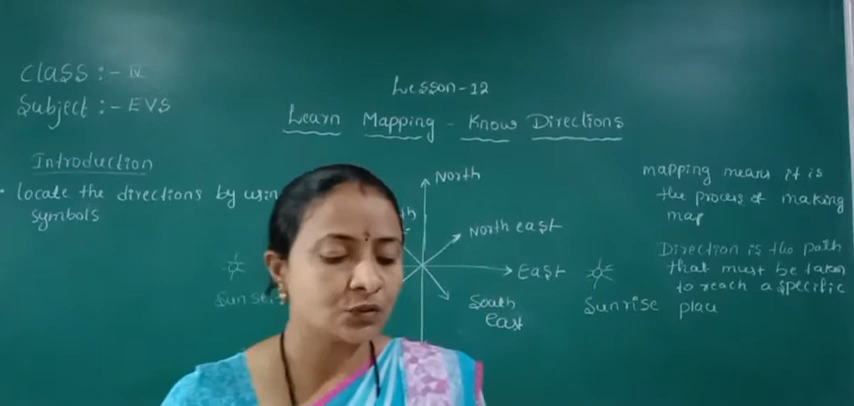 Class :- IV
Subject :- EVS
Lesson-12
Learn Mapping - Know Directions
Introduction
• locate the directions by using
symbols
North
North east
East
South
East
Sunrise
mapping means it is
the process of making
map
Direction is the path
that must be taken
to reach a specific
place